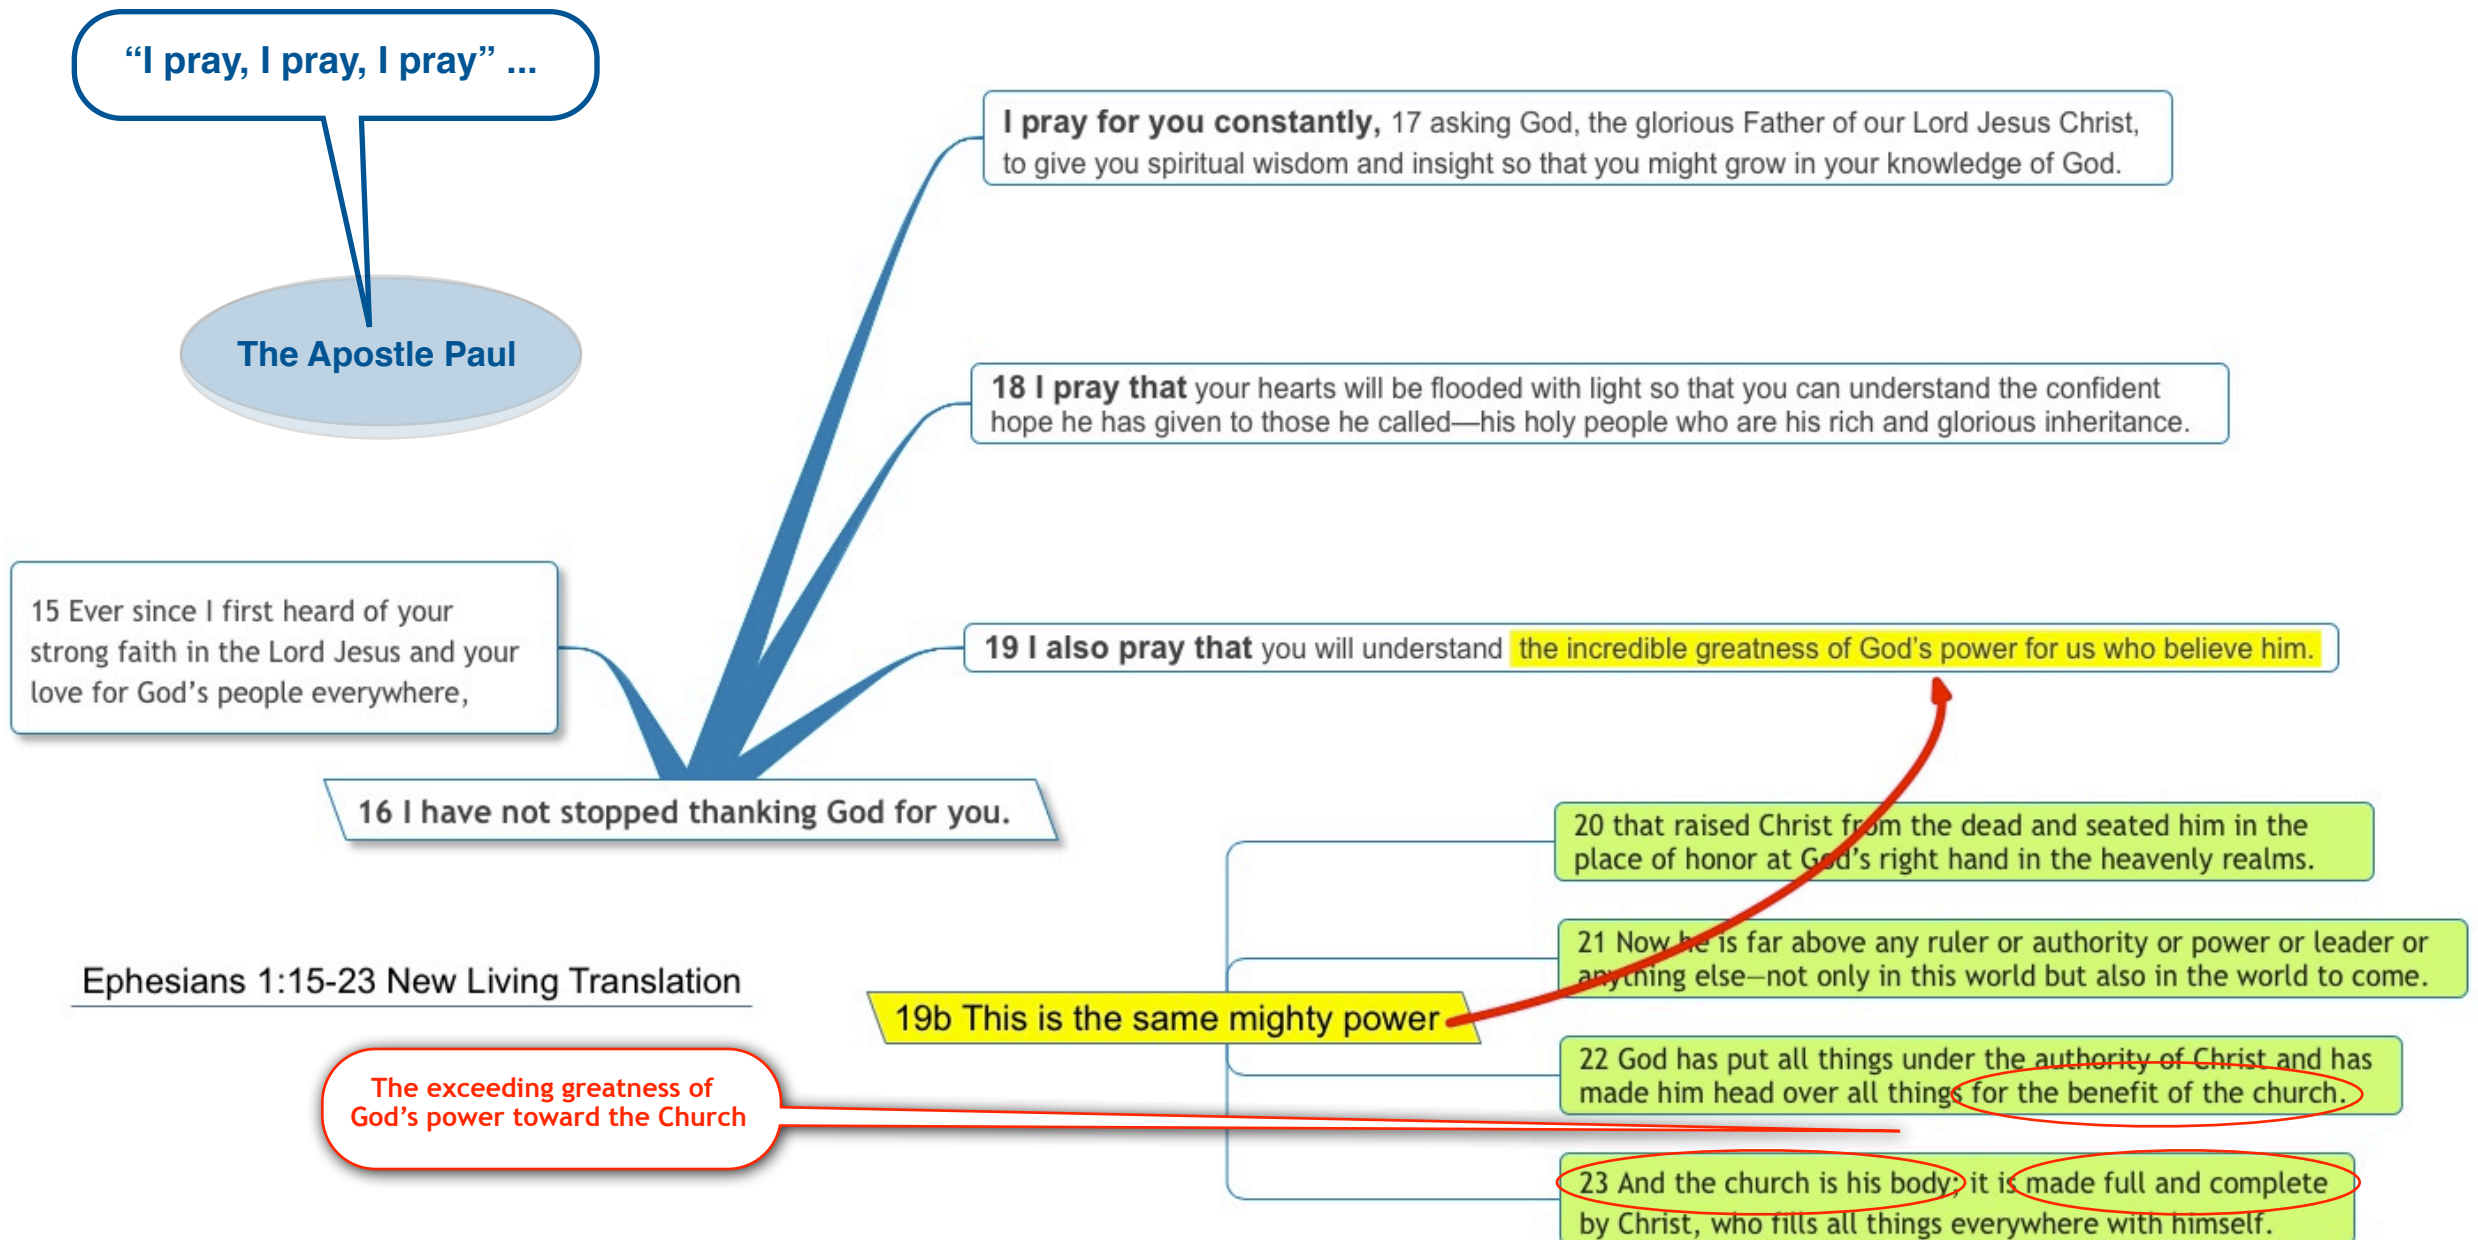 “I pray, I pray, I pray” ...
The Apostle Paul
I pray for you constantly, 17 asking God, the glorious Father of our Lord Jesus Christ,
to give you spiritual wisdom and insight so that you might grow in your knowledge of God.
18 I pray that your hearts will be flooded with light so that you can understand the confident
hope he has given to those he called—his holy people who are his rich and glorious inheritance.
15 Ever since I first heard of your
strong faith in the Lord Jesus and your
love for God’s people everywhere,
19 I also pray that you will understand the incredible greatness of God’s power for us who believe him.
16 I have not stopped thanking God for you.
20 that raised Christ from the dead and seated him in the
place of honor at God’s right hand in the heavenly realms.
21 Now he is far above any ruler or authority or power or leader or
anything else—not only in this world but also in the world to come.
Ephesians 1:15-23 New Living Translation
19b This is the same mighty power
22 God has put all things under the authority of Christ and has
made him head over all things for the benefit of the church.
The exceeding greatness of
God’s power toward the Church
23 And the church is his body; it is made full and complete
by Christ, who fills all things everywhere with himself.